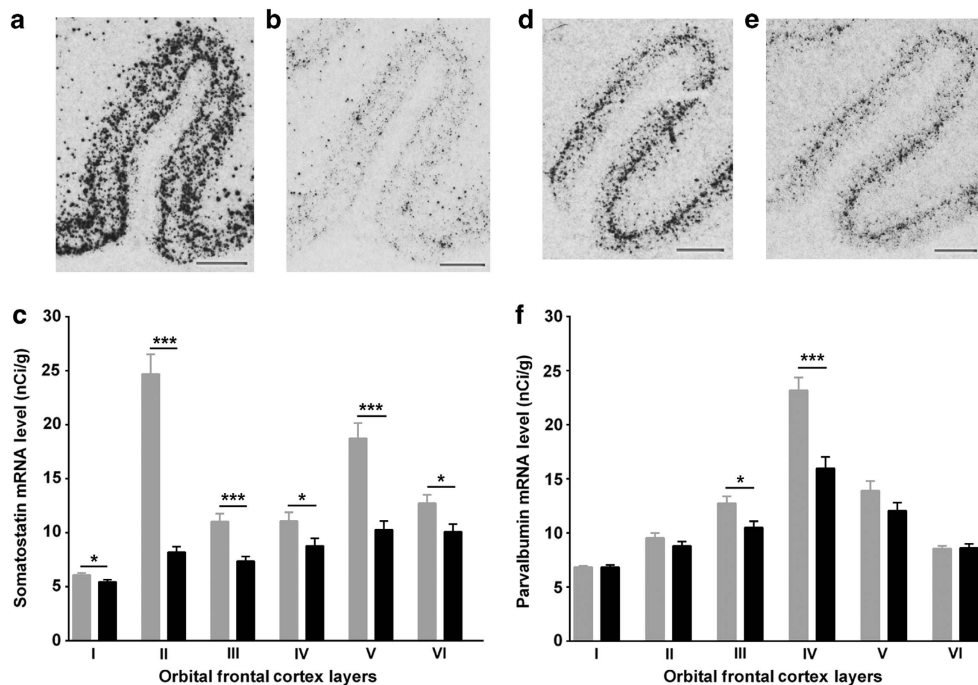 a
b
d
e
c
Somatostatin mRNA level (nCi/g)
30
25
20
15
10
5
0
*
***
***
*
***
*
I II III IV V VI
Orbital frontal cortex layers
f
Parvalbumin mRNA level (nCi/g)
30
25
20
15
10
5
0
*
***
I II III IV V VI
Orbital frontal cortex layers